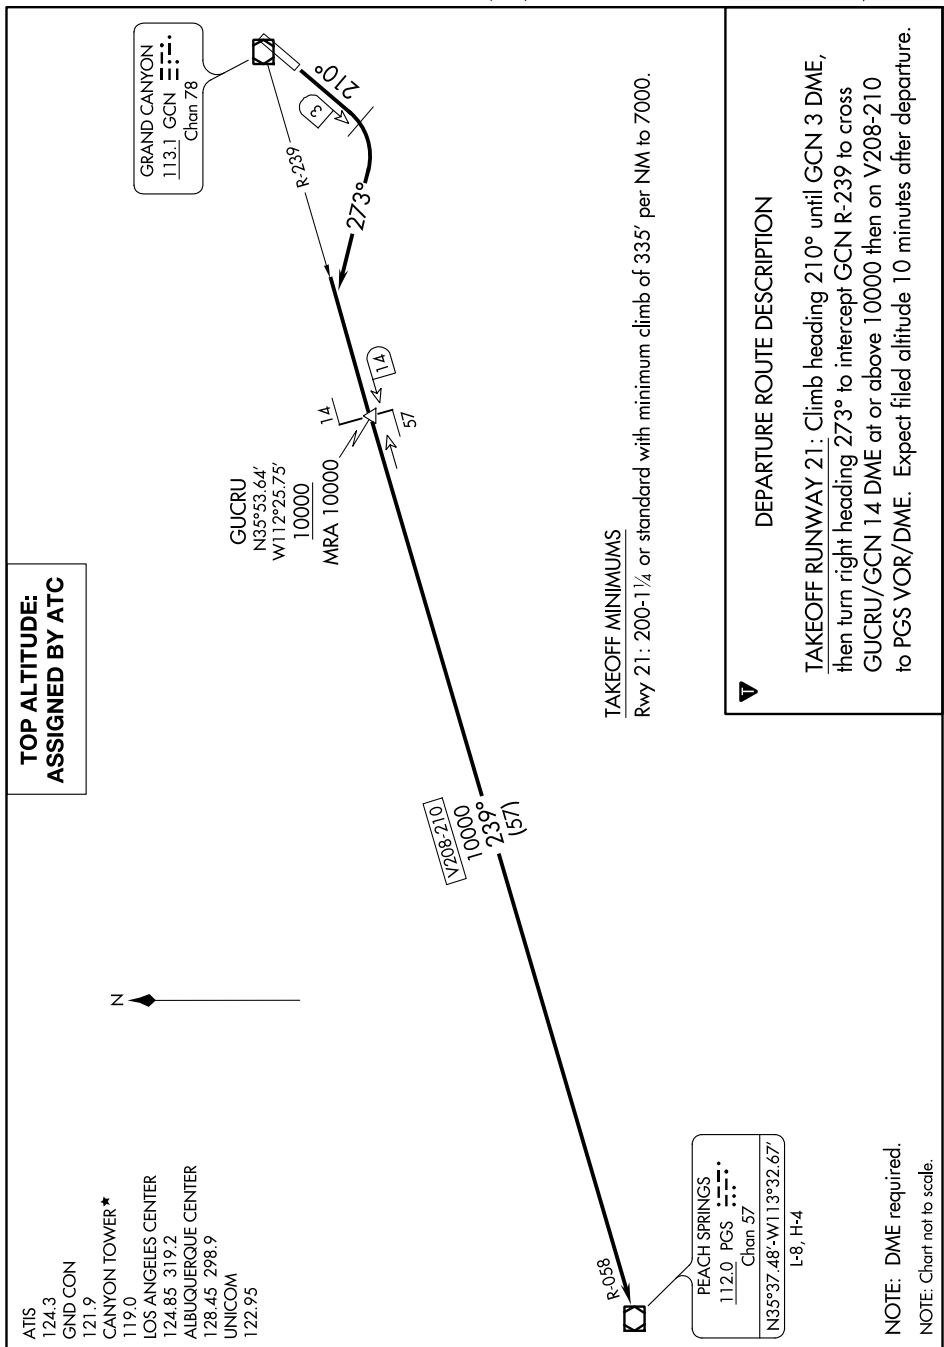 TOP ALTITUDE:
ASSIGNED BY ATC
ATIS
124.3
GND CON
121.9
CANYON TOWER★
119.0
LOS ANGELES CENTER
124.85 319.2
ALBUQUERQUE CENTER
128.45 298.9
UNICOM
122.95
N
GRAND CANYON
113.1 GCN
Chan 78
210°
3
R-239
273°
GUCRU
N35°53.64'
W112°25.75'
10000
MRA 10000
14
14
57
V208-210
10000
239°
(57)
R-058
PEACH SPRINGS
112.0 PGS
Chan 57
N35°37.48'-W113°32.67'
L-8, H-4
TAKEOFF MINIMUMS
Rwy 21: 200-1¼ or standard with minimum climb of 335' per NM to 7000.
T
DEPARTURE ROUTE DESCRIPTION
TAKEOFF RUNWAY 21: Climb heading 210° until GCN 3 DME,
then turn right heading 273° to intercept GCN R-239 to cross
GUCRU/GCN 14 DME at or above 10000 then on V208-210
to PGS VOR/DME. Expect filed altitude 10 minutes after departure.
NOTE: DME required.
NOTE: Chart not to scale.